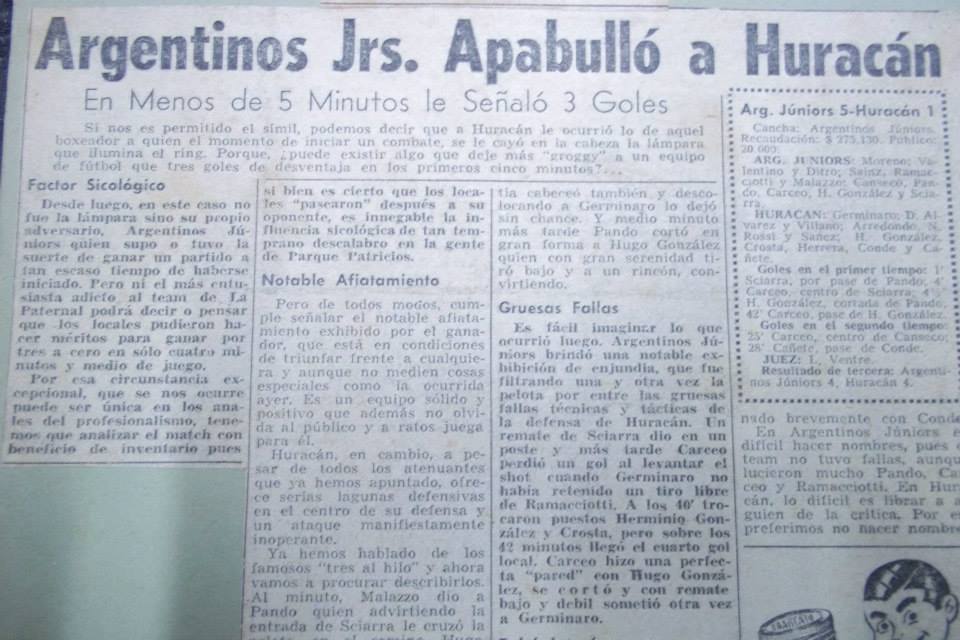 Argentinos Jrs. Apabulló a Huracán
En Menos de 5 Minutos le Señaló 3 Goles
Si nos es permitido el símil, podemos decir que a Huracán le ocurrió lo de aquel
boxeador a quien el momento de iniciar un combate, se le cayó en la cabeza la lámpara
que ilumina el ring. Porque, ¿puede existir algo que deje más "groggy" a un equipo
de fútbol que tres goles de desventaja en los primeros cinco minutos?...
Factor Sicológico
Desde luego, en este caso no
fue la lámpara sino su propio
adversario, Argentinos Jú-
niors quien supo o tuvo la
suerte de ganar un partido a
tan escaso tiempo de haberse
iniciado. Pero ni el más entu-
siasta adicto al team de La
Paternal podrá decir o pensar
que los locales pudieron ha-
cer méritos para ganar por
tres a cero en sólo cuatro mi-
nutos y medio de juego.
Por esa circunstancia ex-
cepcional, que se nos ocurre
puede ser única en los ana-
les del profesionalismo, tene-
mos que analizar el match con
beneficio de inventario pues
si bien es cierto que los loca-
les "pasearon" después a su
oponente, es innegable la in-
fluencia sicológica de tan tem-
prano descalabro en la gente
de Parque Patricios.
Notable Afiatamiento
Pero de todos modos, cum-
ple señalar el notable afiata-
miento exhibido por el gana-
dor, que está en condiciones
de triunfar frente a cualquie-
ra y aunque no medien cosas
especiales como la ocurrida
ayer. Es un equipo sólido y
positivo que además no olvi-
da al público y a ratos juega
para él.
Huracán, en cambio, a pe-
sar de todos los atenuantes
que ya hemos apuntado, ofre-
ce serias lagunas defensivas
en el centro de su defensa y
un ataque manifiestamente
inoperante.
Ya hemos hablado de los
famosos "tres al hilo" y ahora
vamos a procurar describirlos.
Al minuto, Malazzo dio a
Pando quien advirtiendo la
entrada de Sciarra le cruzó la
tia cabeceó también y desco-
locando a Germinaro lo dejó
sin chance. Y medio minuto
más tarde Pando cortó en
gran forma a Hugo González
quien con gran serenidad ti-
ró bajo y a un rincón, con-
virtiendo.
Gruesas Fallas
Es fácil imaginar lo que
ocurrió luego. Argentinos Jú-
niors brindó una notable ex-
hibición de enjundia, que fue
filtrando una y otra vez la
pelota por entre las gruesas
fallas técnicas y tácticas de
la defensa de Huracán. Un
remate de Sciarra dio en un
poste y más tarde Carceo
perdió un gol al levantar el
shot cuando Germinaro no
había retenido un tiro libre
de Ramacciotti. A los 40' tro-
caron puestos Herminio Gon-
zález y Crosta, pero sobre los
42 minutos llegó el cuarto gol
local. Carceo hizo una perfec-
ta "pared" con Hugo Gonzá-
lez, se cortó y con remate
bajo y debil sometió otra vez
a Germinaro.
Arg. Júniors 5-Huracán 1
Cancha: Argentinos Júniors.
Recaudación: $ 275.130. Público:
20.000.
ARG. JUNIORS: Moreno; Va-
lentino y Ditro; Sainz, Ramac-
ciotti y Malazzo; Canseco, Pan-
do, Carceo, H. González y Scia-
rra.
HURACAN: Germinaro; D. Al-
varez y Villano; Arredondo, N.
Rossi y Sainz; H. González,
Crosta, Herrera, Conde y Ca-
ñete.
Goles en el primer tiempo: 1'
Sciarra, por pase de Pando; 4'
Carceo, centro de Sciarra; 4½'
H. González, cortada de Pando;
42' Carceo, pase de H. González.
Goles en el segundo tiempo:
25' Carceo, centro de Canseco;
28' Cañete, pase de Conde.
JUEZ: L. Ventre.
Resultado de tercera: Argenti-
nos Júniors 4, Huracán 4.
nado brevemente con Conde
En Argentinos Júniors e
difícil hacer nombres, pues e
team no tuvo fallas, aunqu
lucieron mucho Pando, Ca
ceo y Ramacciotti. En Hur
cán, lo difícil es librar a a
guien de la crítica. Por e
preferimos no hacer nombre